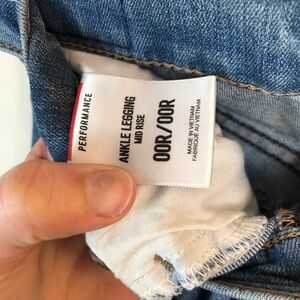 PERFORMANCE
ANKLE LEGGING
MID RISE
00R/00R
MADE IN VIETNAM
FABRIQUÉ AU VIETNAM